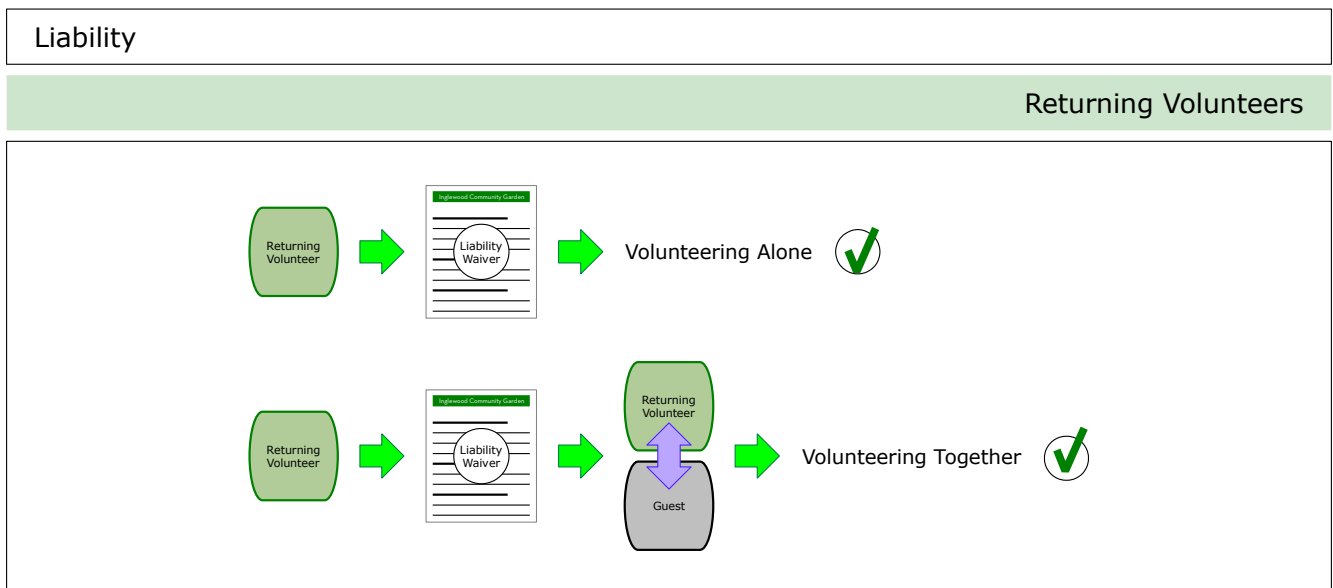 Liability
Returning Volunteers
Inglewood Community Garden
Returning
Volunteer
Liability
Waiver
Volunteering Alone
Inglewood Community Garden
Returning
Volunteer
Liability
Waiver
Returning
Volunteer
Guest
Volunteering Together